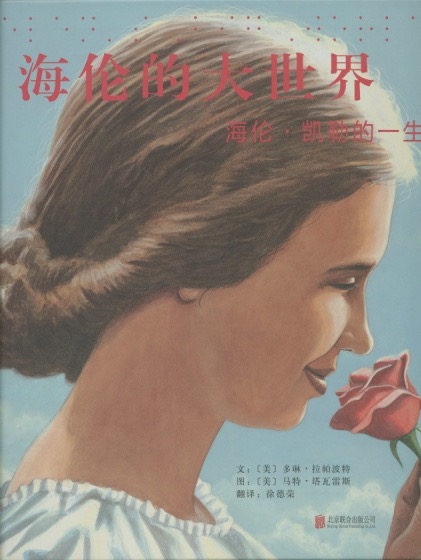 海伦的大世界
海伦·凯勒的一生
文：〔美〕多琳·拉帕波特
图：〔美〕马特·塔瓦雷斯
翻译：徐德荣
北京联合出版公司